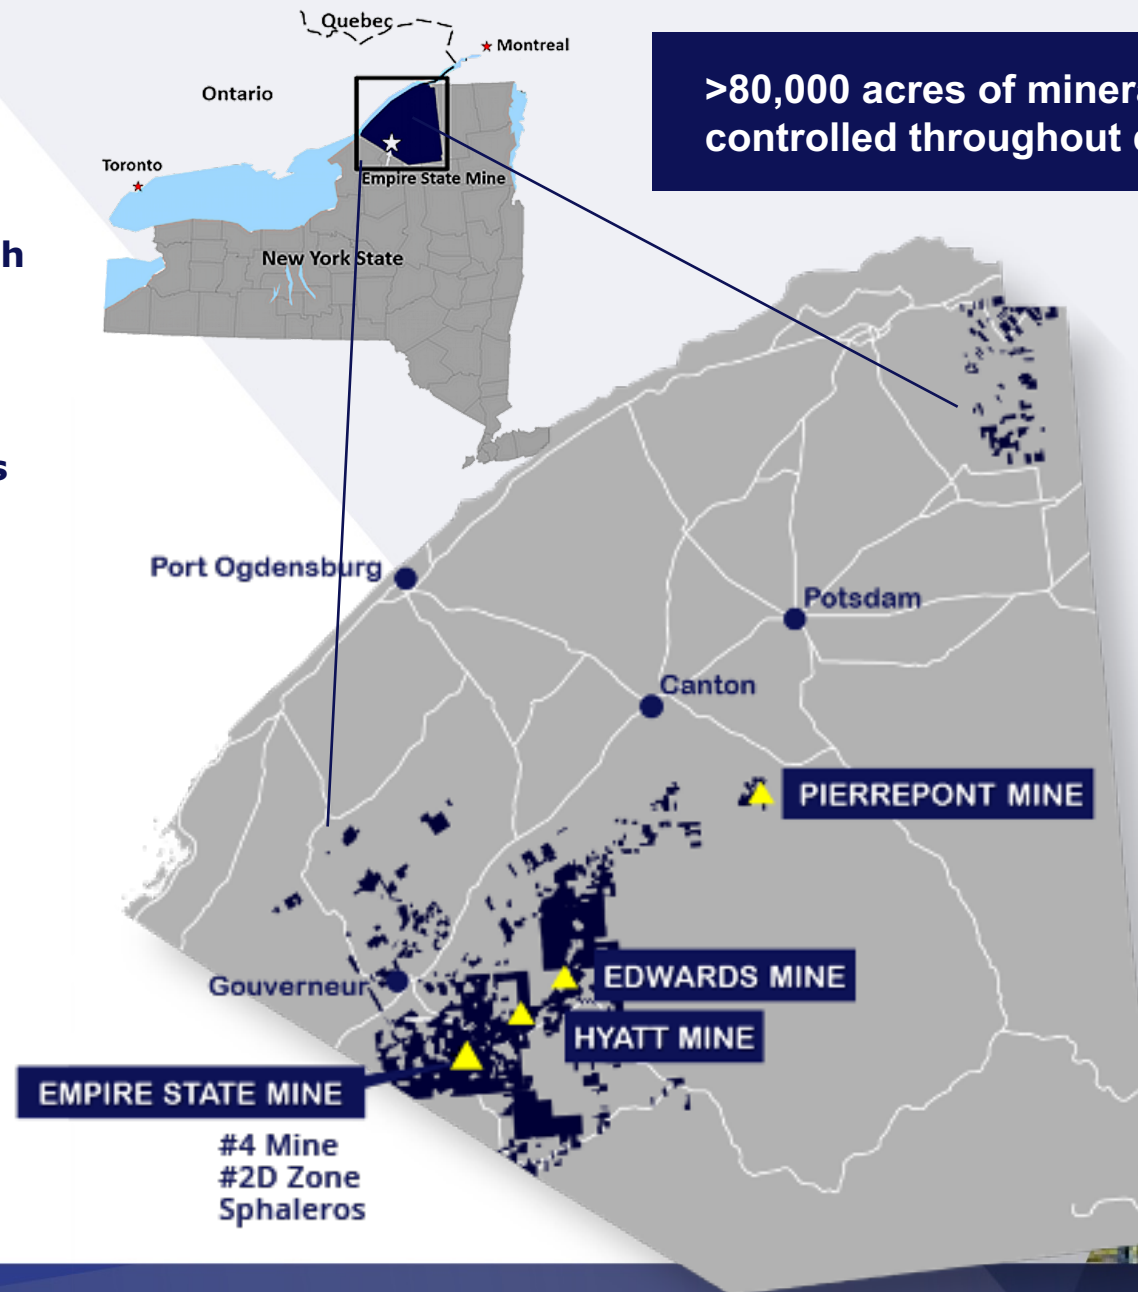 Quebec
Montreal
Ontario
>80,000 acres of miner
controlled throughout
Toronto
Empire State Mine
h
New York State
s
Port Ogdensburg
Potsdam
Canton
PIERREPONT MINE
EDWARDS MINE
Gouverneur
HYATT MINE
EMPIRE STATE MINE
#4 Mine
#2D Zone
Sphaleros